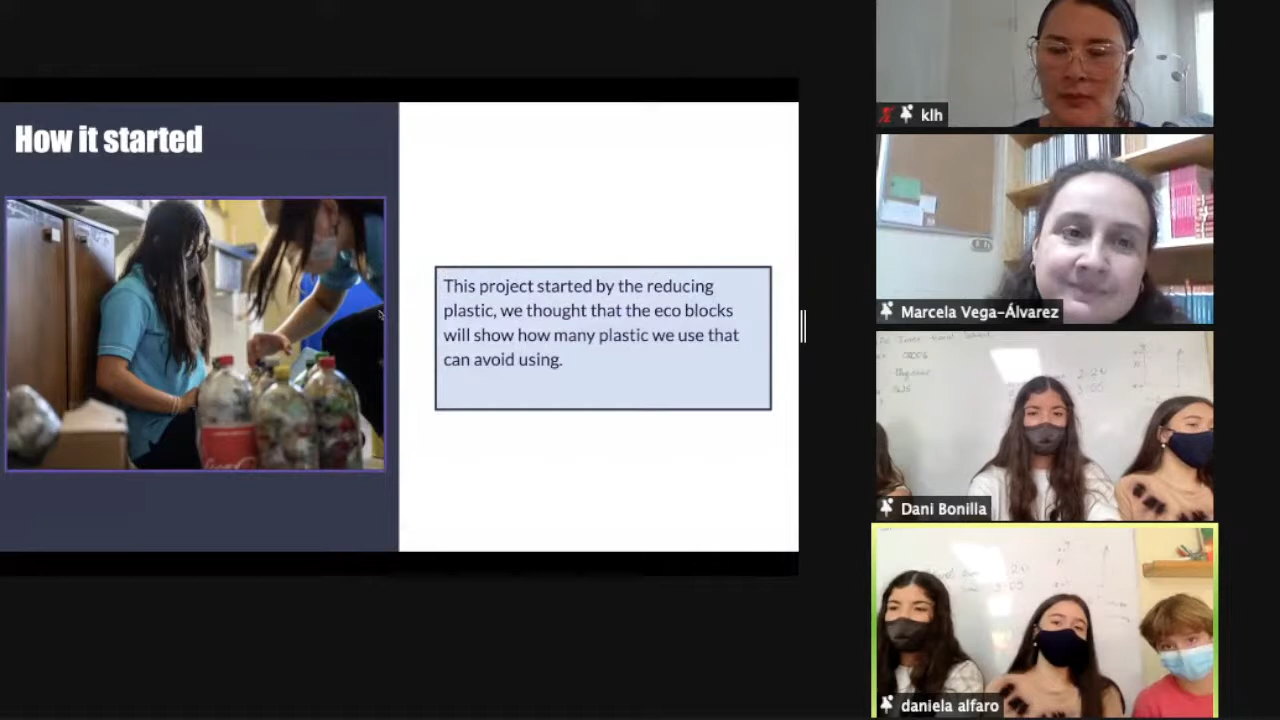 How it started
This project started by the reducing
plastic, we thought that the eco blocks
will show how many plastic we use that
can avoid using.
klh
Marcela Vega-Álvarez
Dani Bonilla
daniela alfaro